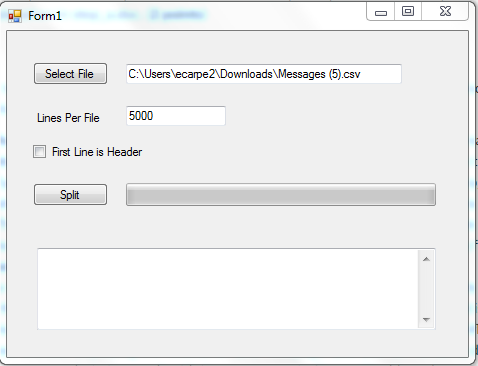 Form1
Select File
C:\Users\ecarpe2\Downloads\Messages (5).csv
Lines Per File
5000
First Line is Header
Split